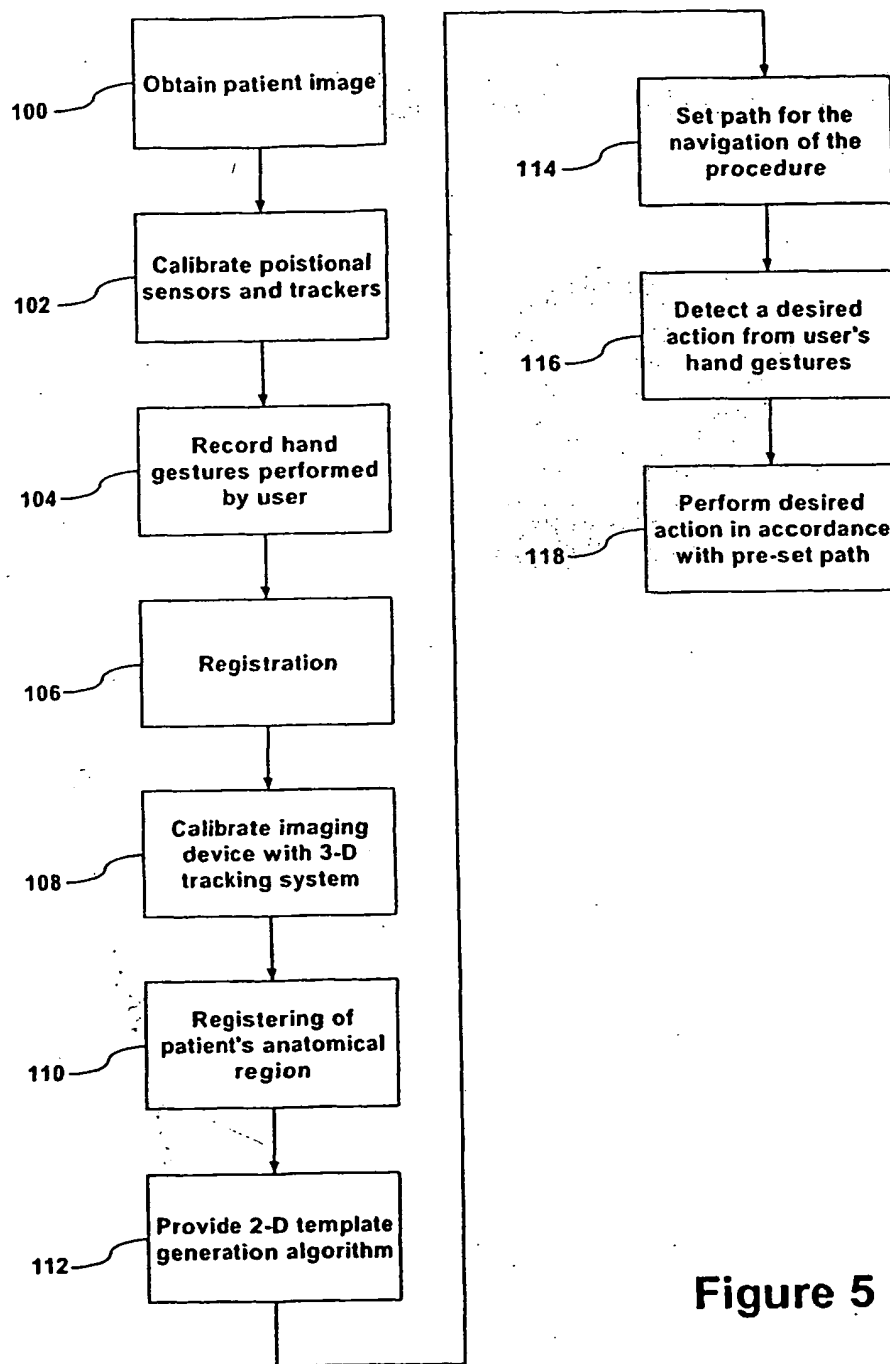 100
Obtain patient image
102
Calibrate poistional
sensors and trackers
104
Record hand
gestures performed
by user
106
Registration
108
Calibrate imaging
device with 3-D
tracking system
110
Registering of
patient's anatomical
region
112
Provide 2-D template
generation algorithm
114
Set path for the
navigation of the
procedure
116
Detect a desired
action from user's
hand gestures
118
Perform desired
action in accordance
with pre-set path
Figure 5